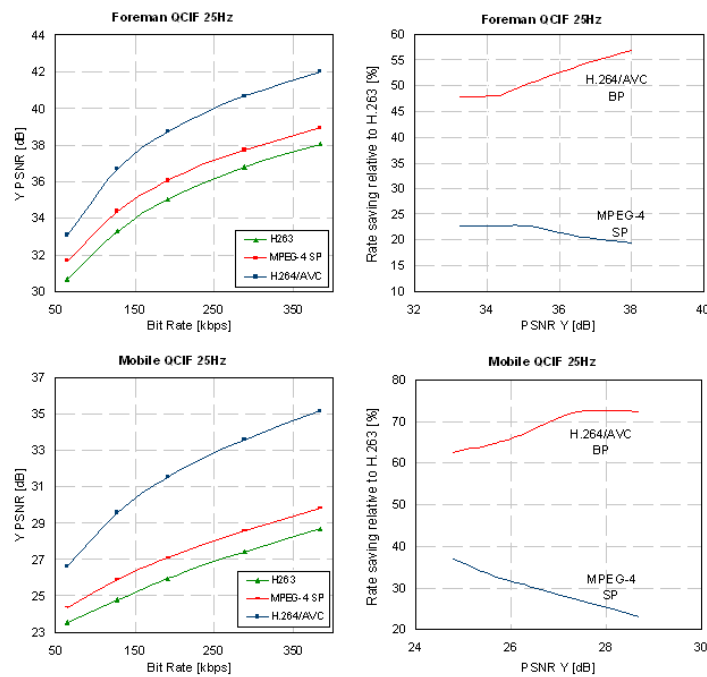 Foreman QCIF 25Hz
Y PSNR [dB]
44
42
40
38
36
34
33
31
30
50
150
250
350
Bit Rate [kbps]
H263
MPEG-4 SP
H.264/AVC
Foreman QCIF 25Hz
Rate saving relative to H.263 [%]
60
55
50
45
40
35
30
25
20
15
10
32
34
36
38
40
PSNR Y [dB]
H.264/AVC
BP
MPEG-4
SP
Mobile QCIF 25Hz
Y PSNR [dB]
37
35
33
31
29
27
25
23
50
150
250
350
Bit Rate [kbps]
H263
MPEG-4 SP
H.264/AVC
Mobile QCIF 25Hz
Rate saving relative to H.263 [%]
80
70
60
50
40
30
20
24
26
28
30
PSNR Y [dB]
H.264/AVC
BP
MPEG-4
SP